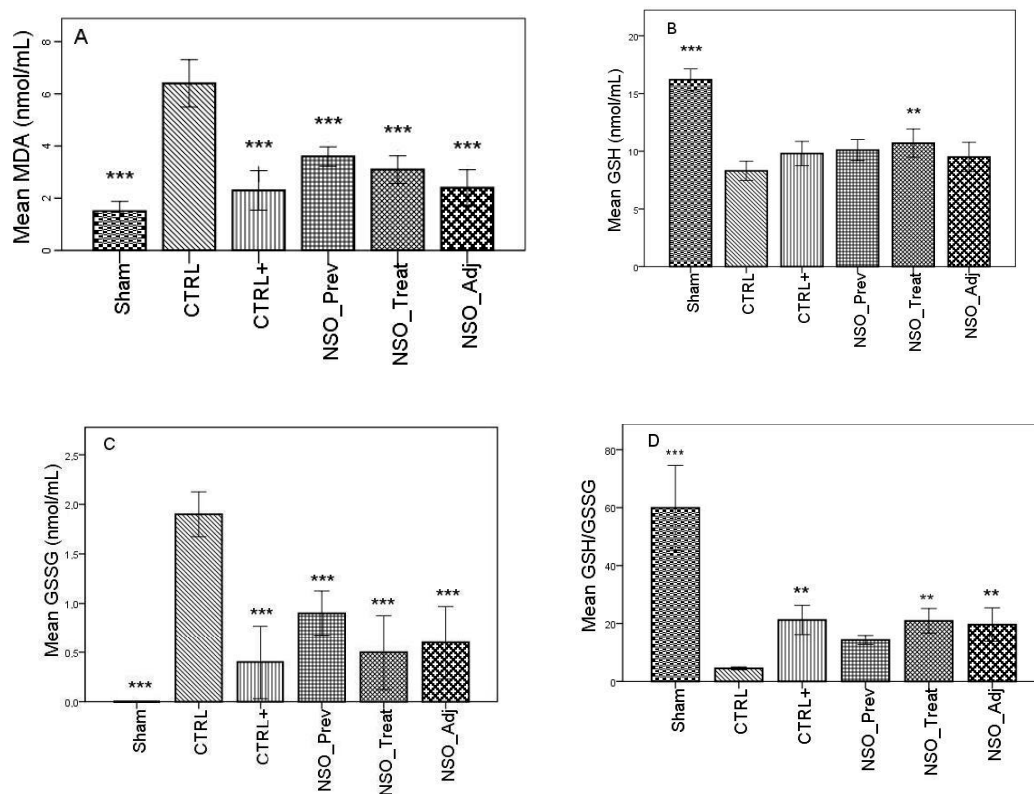 A
Mean MDA (nmol/mL)
8
6
4
2
0
***
***
***
***
***
Sham
CTRL
CTRL+
NSO_Prev
NSO_Treat
NSO_Adj
B
Mean GSH (nmol/mL)
20
15
10
5
0
***
**
Sham
CTRL
CTRL+
NSO_Prev
NSO_Treat
NSO_Adj
C
Mean GSSG (nmol/mL)
2.0
1.5
1.0
0.5
0.0
***
***
***
***
***
Sham
CTRL
CTRL+
NSO_Prev
NSO_Treat
NSO_Adj
D
Mean GSH/GSSG
80
60
40
20
0
***
**
**
**
Sham
CTRL
CTRL+
NSO_Prev
NSO_Treat
NSO_Adj